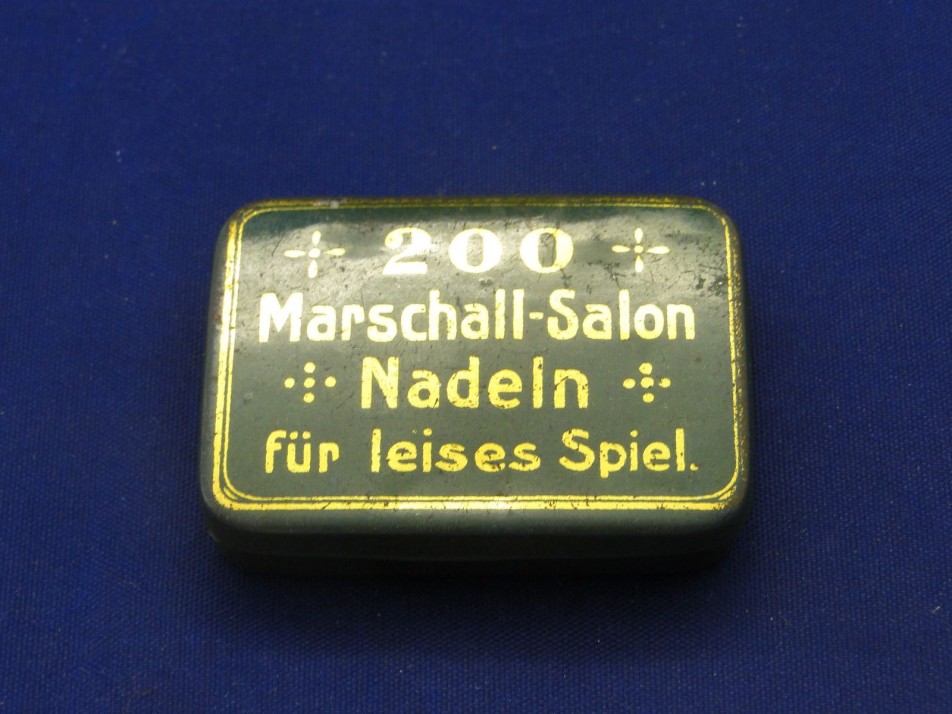 200
Marschall-Salon
Nadeln
für leises Spiel.